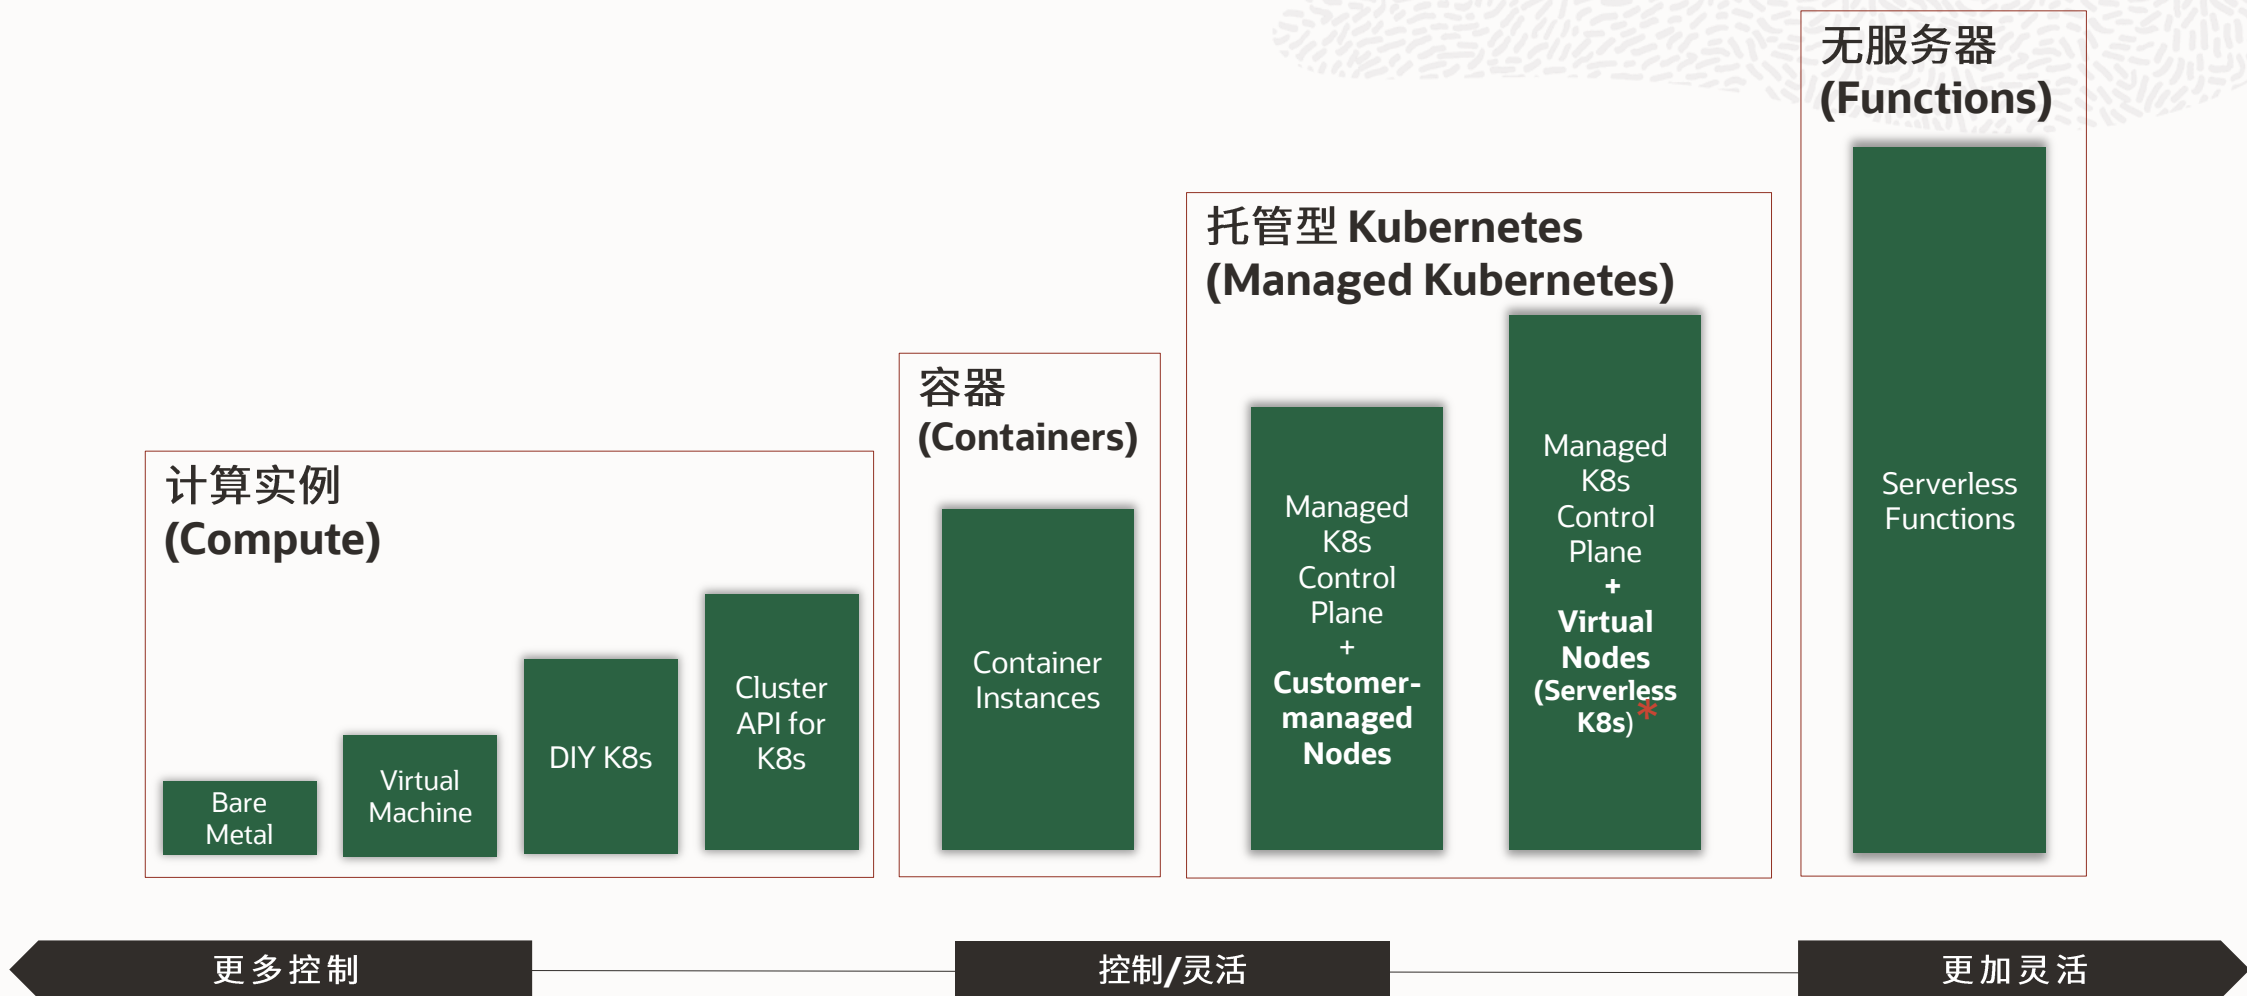 计算实例
(Compute)
Bare
Metal
Virtual
Machine
DIY K8s
Cluster
API for
K8s
容器
(Containers)
Container
Instances
托管型 Kubernetes
(Managed Kubernetes)
Managed
K8s
Control
Plane
+
Customer-
managed
Nodes
Managed
K8s
Control
Plane
+
Virtual
Nodes
(Serverless
K8s)*
无服务器
(Functions)
Serverless
Functions
更多控制
控制/灵活
更加灵活